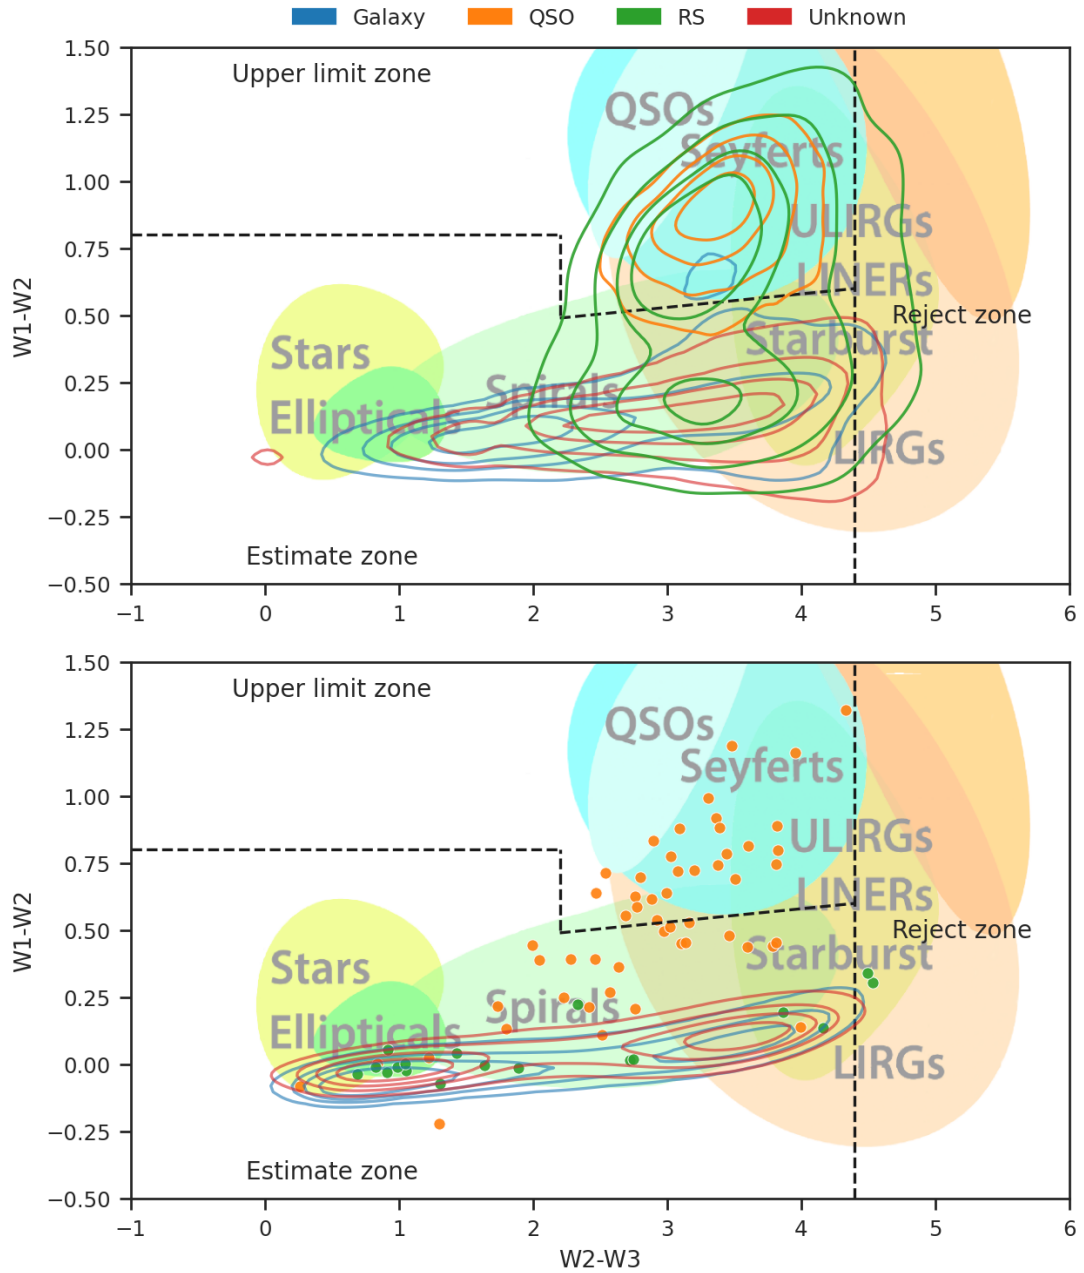 Galaxy QSO RS Unknown
1.50
Upper limit zone
1.25
QSOs
Seyferts
1.00
ULIRGs
0.75
LINERs
0.50
Reject zone
Starburst
Stars
0.25
Spirals
Ellipticals
0.00
LIRGs
−0.25
Estimate zone
−0.50
W1-W2
−1 0 1 2 3 4 5 6
1.50
Upper limit zone
1.25
QSOs
Seyferts
1.00
ULIRGs
0.75
LINERs
0.50
Reject zone
Starburst
Stars
0.25
Spirals
Ellipticals
0.00
LIRGs
−0.25
Estimate zone
−0.50
W1-W2
−1 0 1 2 3 4 5 6
W2-W3